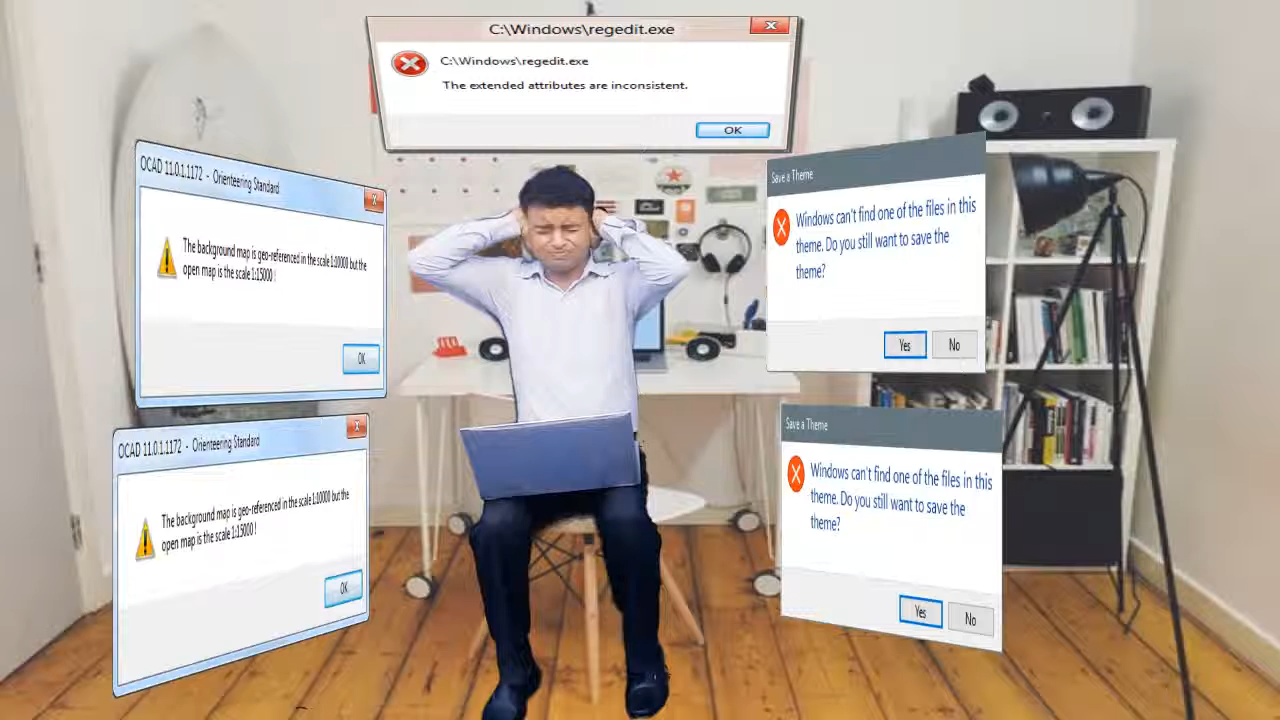 C:\Windows\regedit.exe
C:\Windows\regedit.exe
The extended attributes are inconsistent.
OK
OCAD 11.0.1.1172 - Orienteering Standard
The background map is geo-referenced in the scale 1:10000 but the
open map is the scale 1:15000 !
OK
Save a Theme
Windows can't find one of the files in this
theme. Do you still want to save the
theme?
Yes No
OCAD 11.0.1.1172 - Orienteering Standard
The background map is geo-referenced in the scale 1:10000 but the
open map is the scale 1:15000 !
OK
Save a Theme
Windows can't find one of the files in this
theme. Do you still want to save the
theme?
Yes No